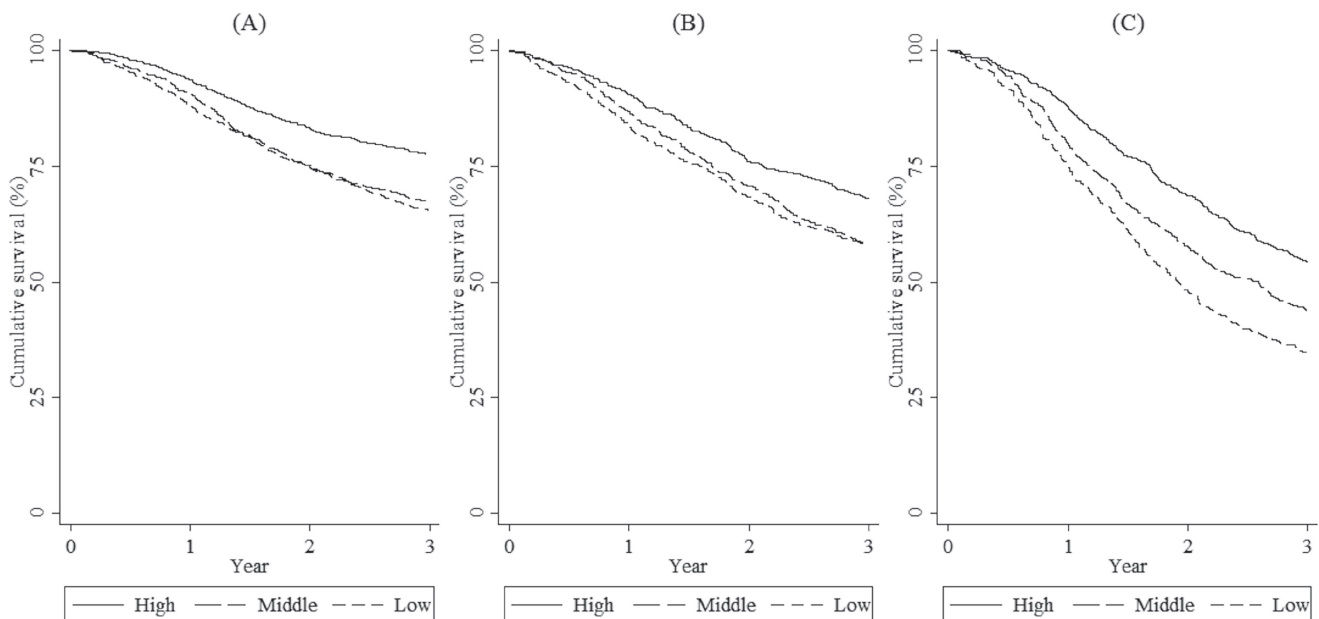 (A)
Cumulative survival (%)
100
75
50
25
0
0 1 2 3
Year
High Middle Low
(B)
Cumulative survival (%)
100
75
50
25
0
0 1 2 3
Year
High Middle Low
(C)
Cumulative survival (%)
100
75
50
25
0
0 1 2 3
Year
High Middle Low